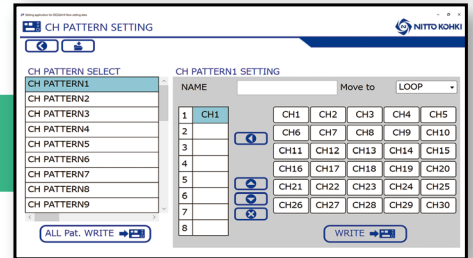 CH PATTERN SETTING
NITTO KOHKI
CH PATTERN SELECT
CH PATTERN1
CH PATTERN2
CH PATTERN3
CH PATTERN4
CH PATTERN5
CH PATTERN6
CH PATTERN7
CH PATTERN8
CH PATTERN9
ALL Pat. WRITE
CH PATTERN1 SETTING
NAME
Move to
LOOP
1 CH1
2
3
4
5
6
7
8
CH1 CH2 CH3 CH4 CH5
CH6 CH7 CH8 CH9 CH10
CH11 CH12 CH13 CH14 CH15
CH16 CH17 CH18 CH19 CH20
CH21 CH22 CH23 CH24 CH25
CH26 CH27 CH28 CH29 CH30
WRITE